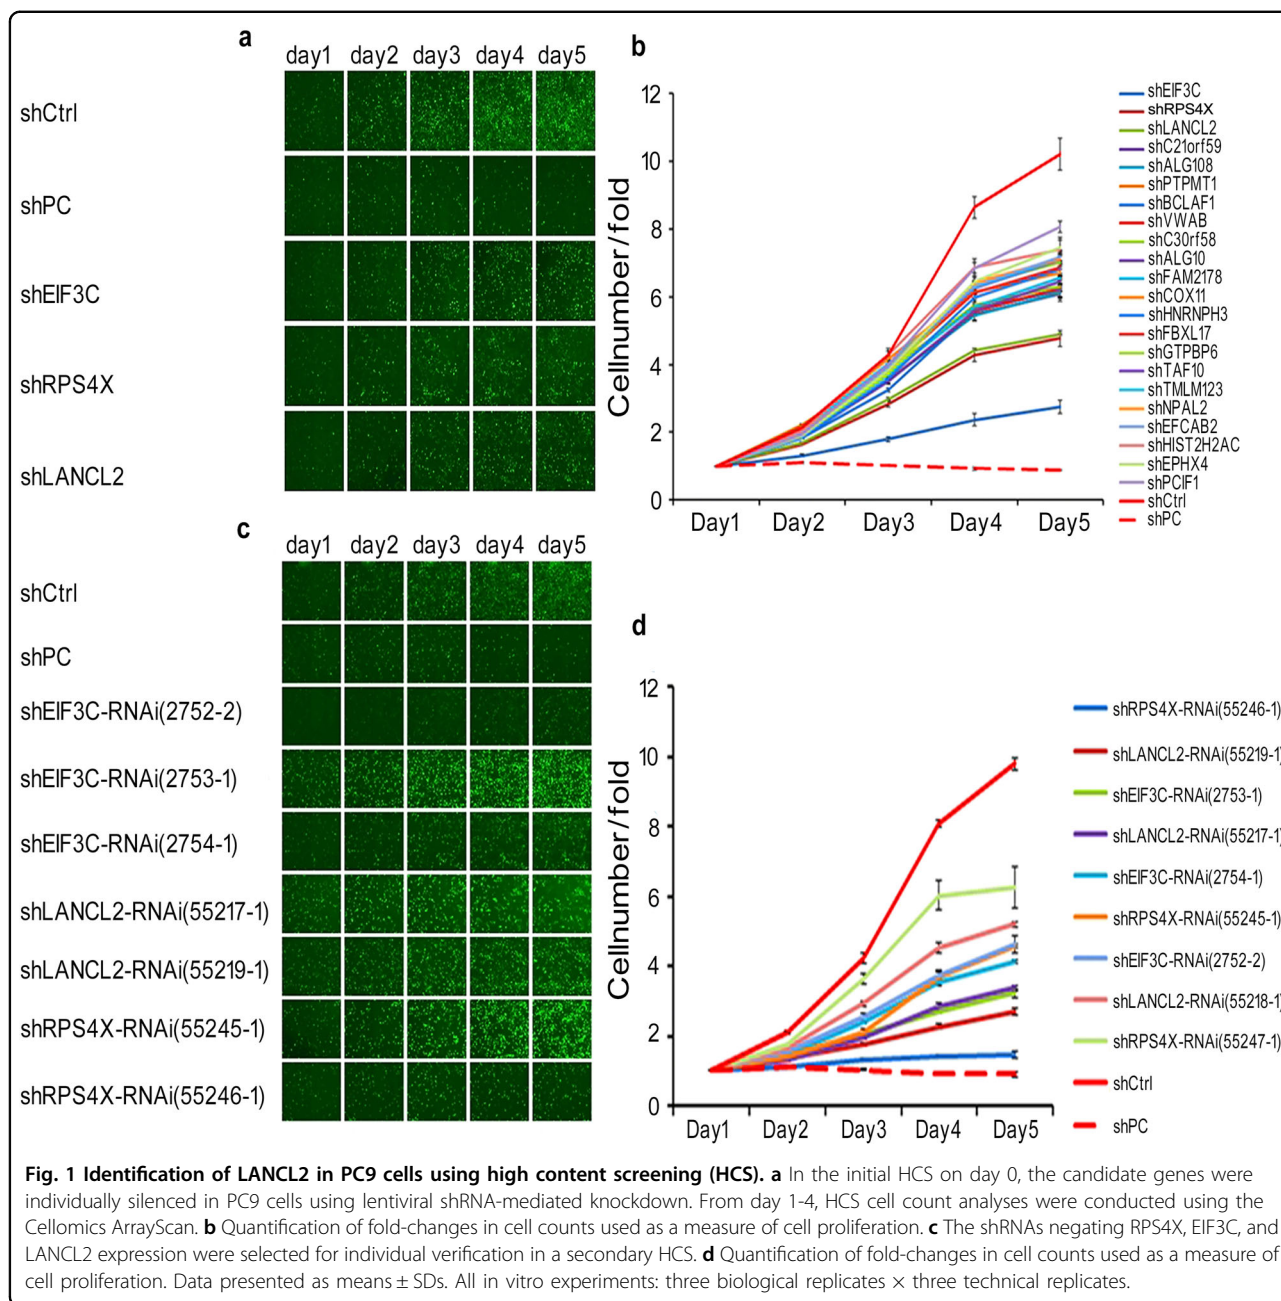 a
day1 day2 day3 day4 day5
shCtrl
shPC
shEIF3C
shRPS4X
shLANCL2
b
Cellnumber/fold
12
10
8
6
4
2
0
Day1 Day2 Day3 Day4 Day5
shEIF3C
shRPS4X
shLANCL2
shC21orf59
shALG108
shPTPMT1
shBCLAF1
shVWAB
shC30rf58
shALG10
shFAM2178
shCOX11
shHNRNPH3
shFBXL17
shGTPBP6
shTAF10
shTMLM123
shNPAL2
shEFCAB2
shHIST2H2AC
shEPHX4
shPCIF1
shCtrl
shPC
c
day1 day2 day3 day4 day5
shCtrl
shPC
shEIF3C-RNAi(2752-2)
shEIF3C-RNAi(2753-1)
shEIF3C-RNAi(2754-1)
shLANCL2-RNAi(55217-1)
shLANCL2-RNAi(55219-1)
shRPS4X-RNAi(55245-1)
shRPS4X-RNAi(55246-1)
d
Cellnumber/fold
12
10
8
6
4
2
0
Day1 Day2 Day3 Day4 Day5
shRPS4X-RNAi(55246-1)
shLANCL2-RNAi(55219-1)
shEIF3C-RNAi(2753-1)
shLANCL2-RNAi(55217-1)
shEIF3C-RNAi(2754-1)
shRPS4X-RNAi(55245-1)
shEIF3C-RNAi(2752-2)
shLANCL2-RNAi(55218-1)
shRPS4X-RNAi(55247-1)
shCtrl
shPC
Fig. 1 Identification of LANCL2 in PC9 cells using high content screening (HCS). a In the initial HCS on day 0, the candidate genes were
individually silenced in PC9 cells using lentiviral shRNA-mediated knockdown. From day 1-4, HCS cell count analyses were conducted using the
Cellomics ArrayScan. b Quantification of fold-changes in cell counts used as a measure of cell proliferation. c The shRNAs negating RPS4X, EIF3C, and
LANCL2 expression were selected for individual verification in a secondary HCS. d Quantification of fold-changes in cell counts used as a measure of
cell proliferation. Data presented as means ± SDs. All in vitro experiments: three biological replicates × three technical replicates.